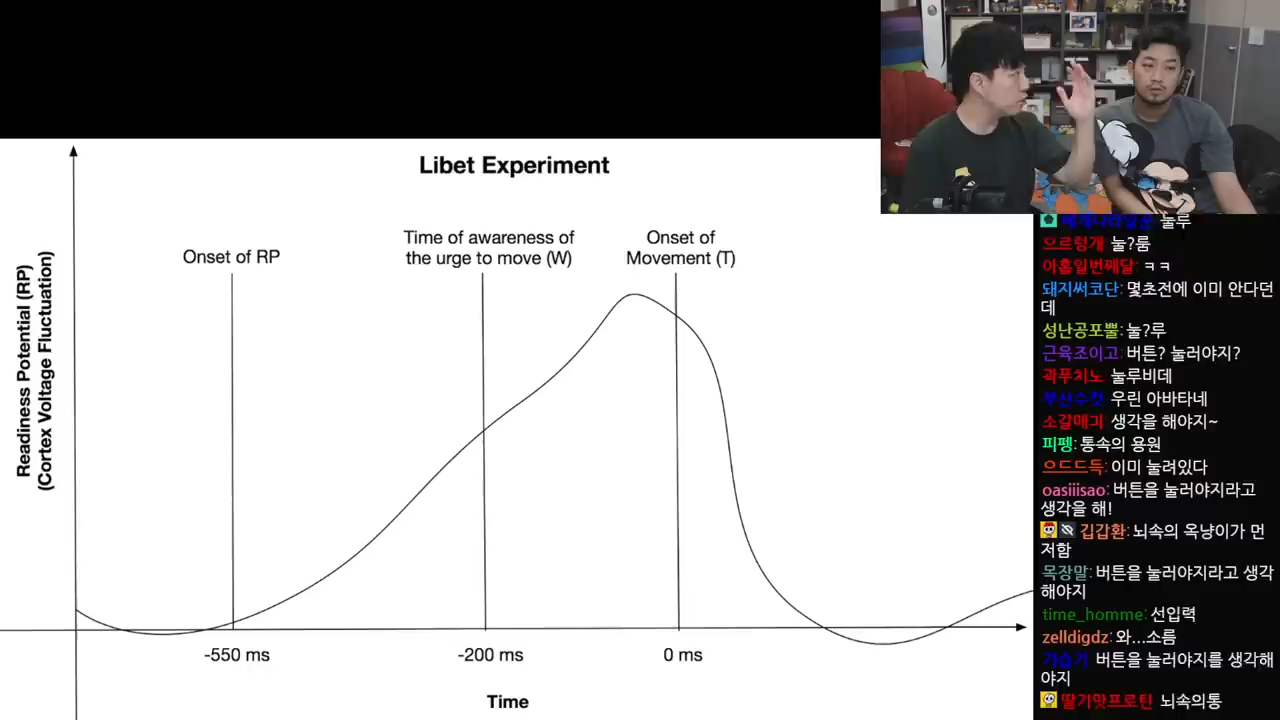 Libet Experiment
Readiness Potential (RP)
(Cortex Voltage Fluctuation)
Onset of RP
Time of awareness of
the urge to move (W)
Onset of
Movement (T)
-550 ms
-200 ms
0 ms
Time
눌루
으르렁개 눌?룸
아홉일번째달: ㅋㅋ
돼지써코단: 몇초전에 이미 안다던
데
성난공포뿔: 눌?루
근육조이고: 버튼? 눌러야지?
곽푸치노 눌루비데
부산수컷 우린 아바타네
소갈매기 생각을 해야지~
피펭: 통속의 용원
으드드득: 이미 눌려있다
oasiiisao: 버튼을 눌러야지라고
생각을 해!
김갑환: 뇌속의 옥냥이가 먼
저함
목장말: 버튼을 눌러야지라고 생각
해야지
time_homme: 선입력
zelldigdz: 와...소름
가습기 버튼을 눌러야지를 생각해
야지
딸기맛프로틴 뇌속의통